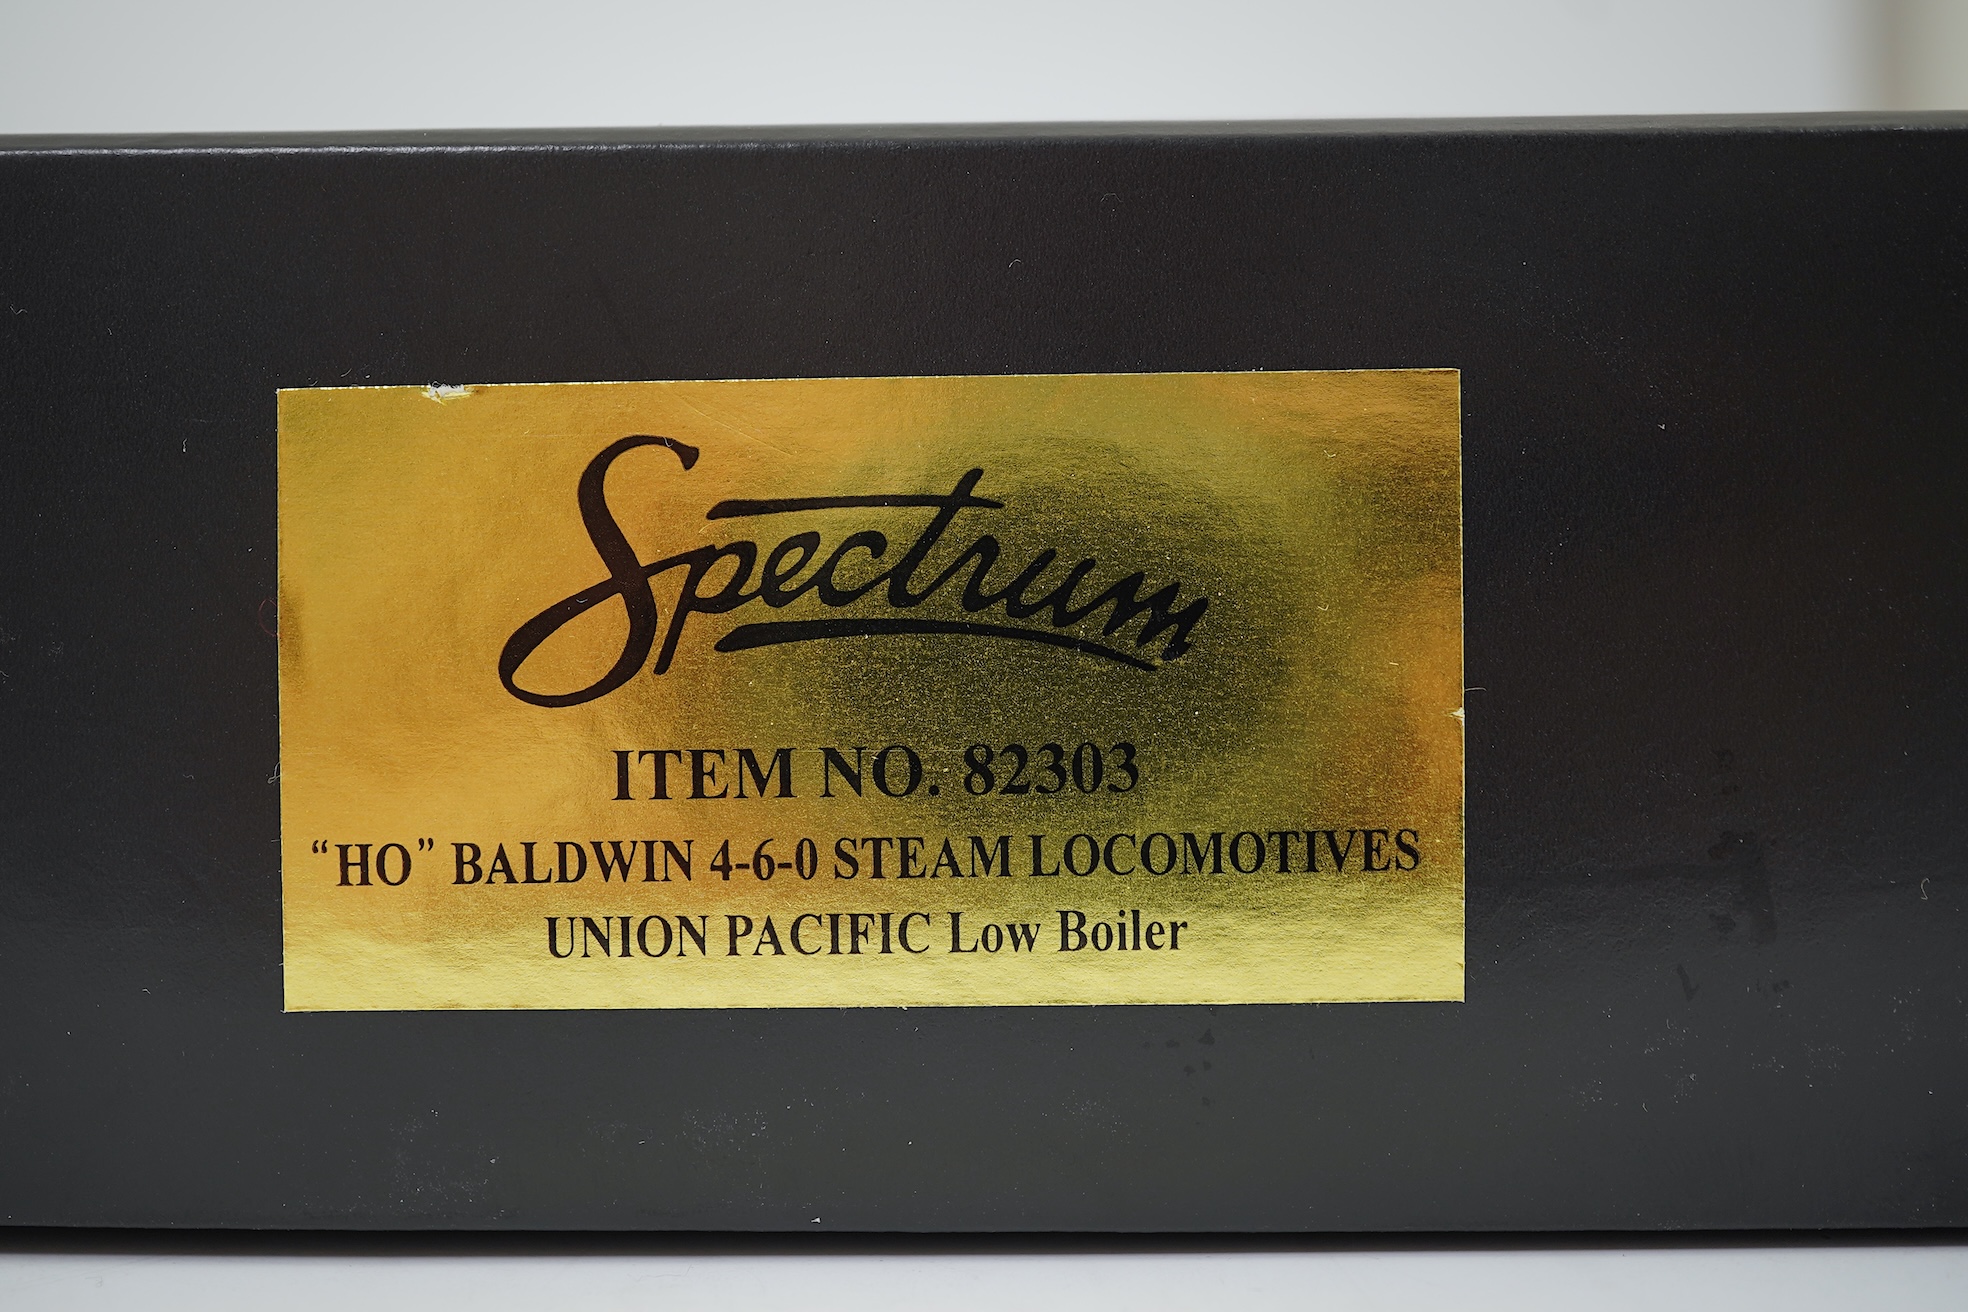 Spectrum
ITEM NO. 82303
“HO” BALDWIN 4-6-0 STEAM LOCOMOTIVES
UNION PACIFIC Low Boiler